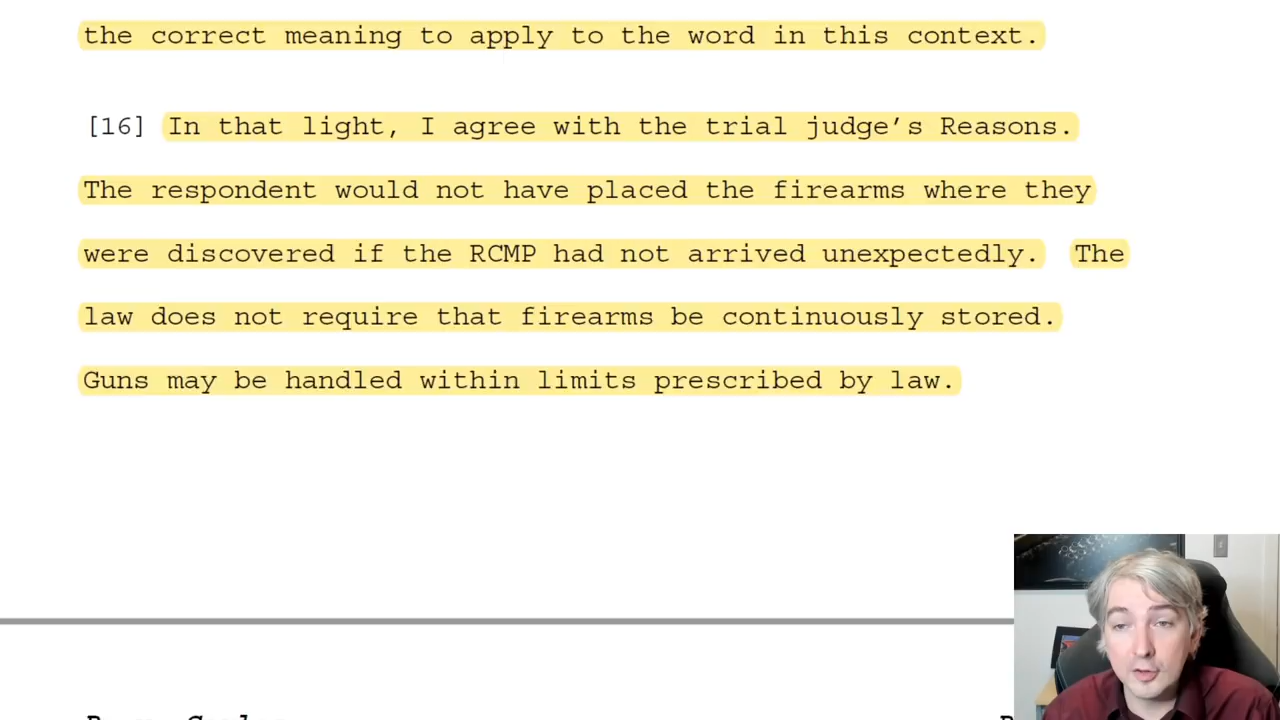 the correct meaning to apply to the word in this context.
[16] In that light, I agree with the trial judge’s Reasons.
The respondent would not have placed the firearms where they
were discovered if the RCMP had not arrived unexpectedly. The
law does not require that firearms be continuously stored.
Guns may be handled within limits prescribed by law.